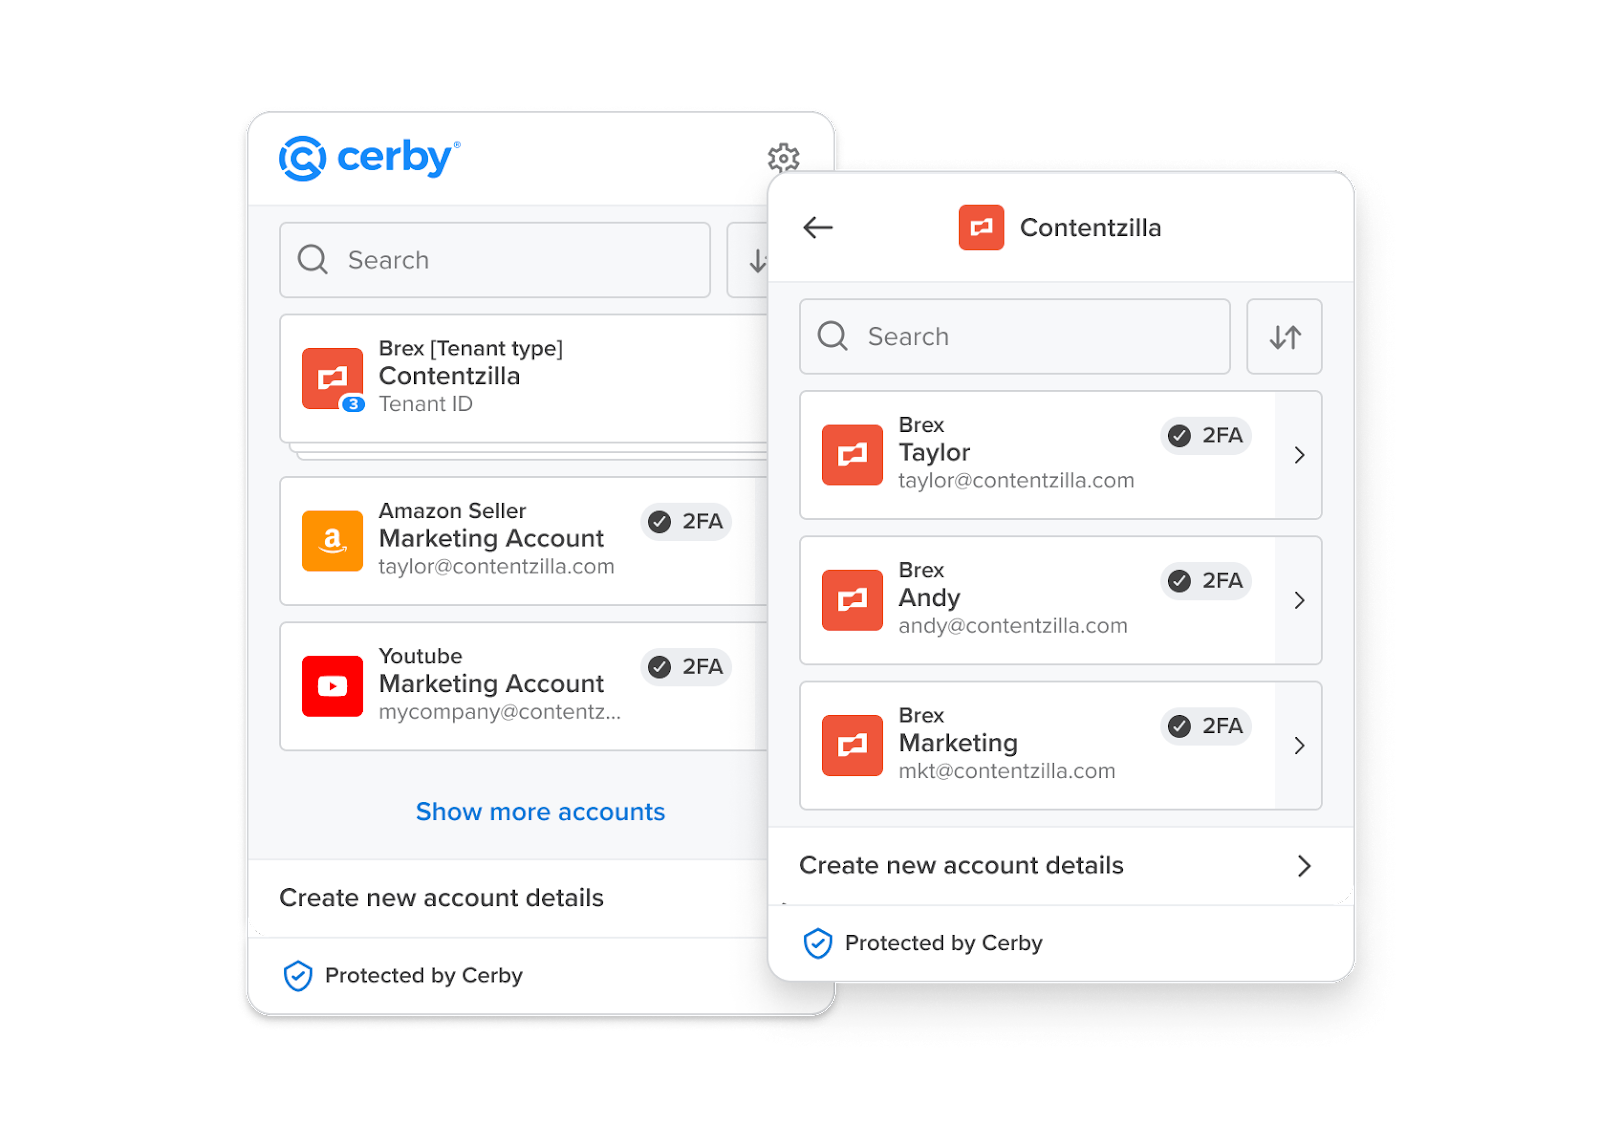 cerby®
Search
Brex [Tenant type]
Contentzilla
Tenant ID
3
Amazon Seller
Marketing Account
taylor@contentzilla.com
2FA
Youtube
Marketing Account
mycompany@contentz...
2FA
Show more accounts
Create new account details
Protected by Cerby
Contentzilla
Search
Brex
Taylor
taylor@contentzilla.com
2FA
Brex
Andy
andy@contentzilla.com
2FA
Brex
Marketing
mkt@contentzilla.com
2FA
Create new account details
Protected by Cerby